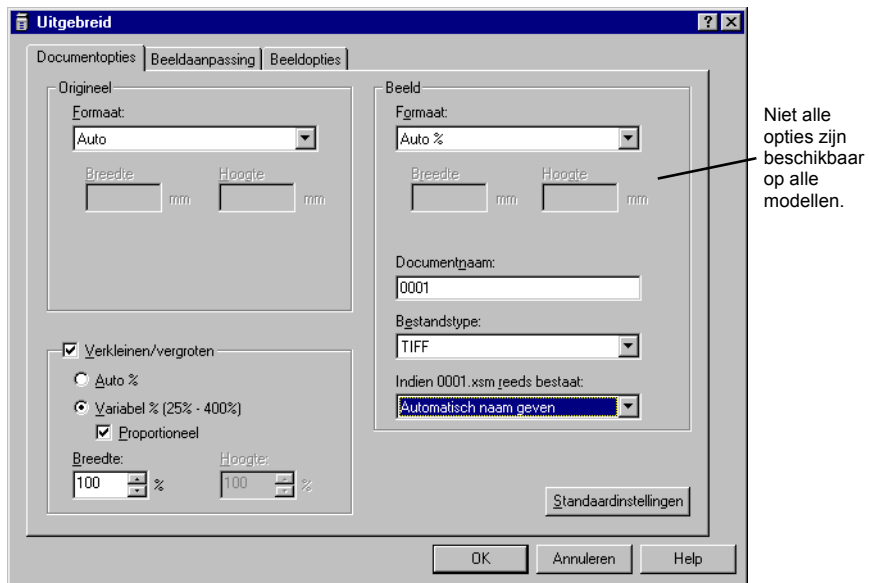 Uitgebreid
Documentopties
Beeldaanpassing
Beeldopties
Origineel
Formaat:
Auto
Breedte
Hoogte
mm
mm
Verkleinen/vergroten
Auto %
Variabel % (25% - 400%)
Proportioneel
Breedte:
Hoogte:
100 %
100 %
Beeld
Formaat:
Auto %
Breedte
Hoogte
mm
mm
Documentnaam:
0001
Bestandstype:
TIFF
Indien 0001.xsm reeds bestaat:
Automatisch naam geven
Standaardinstellingen
OK
Annuleren
Help
Niet alle
opties zijn
beschikbaar
op alle
modellen.